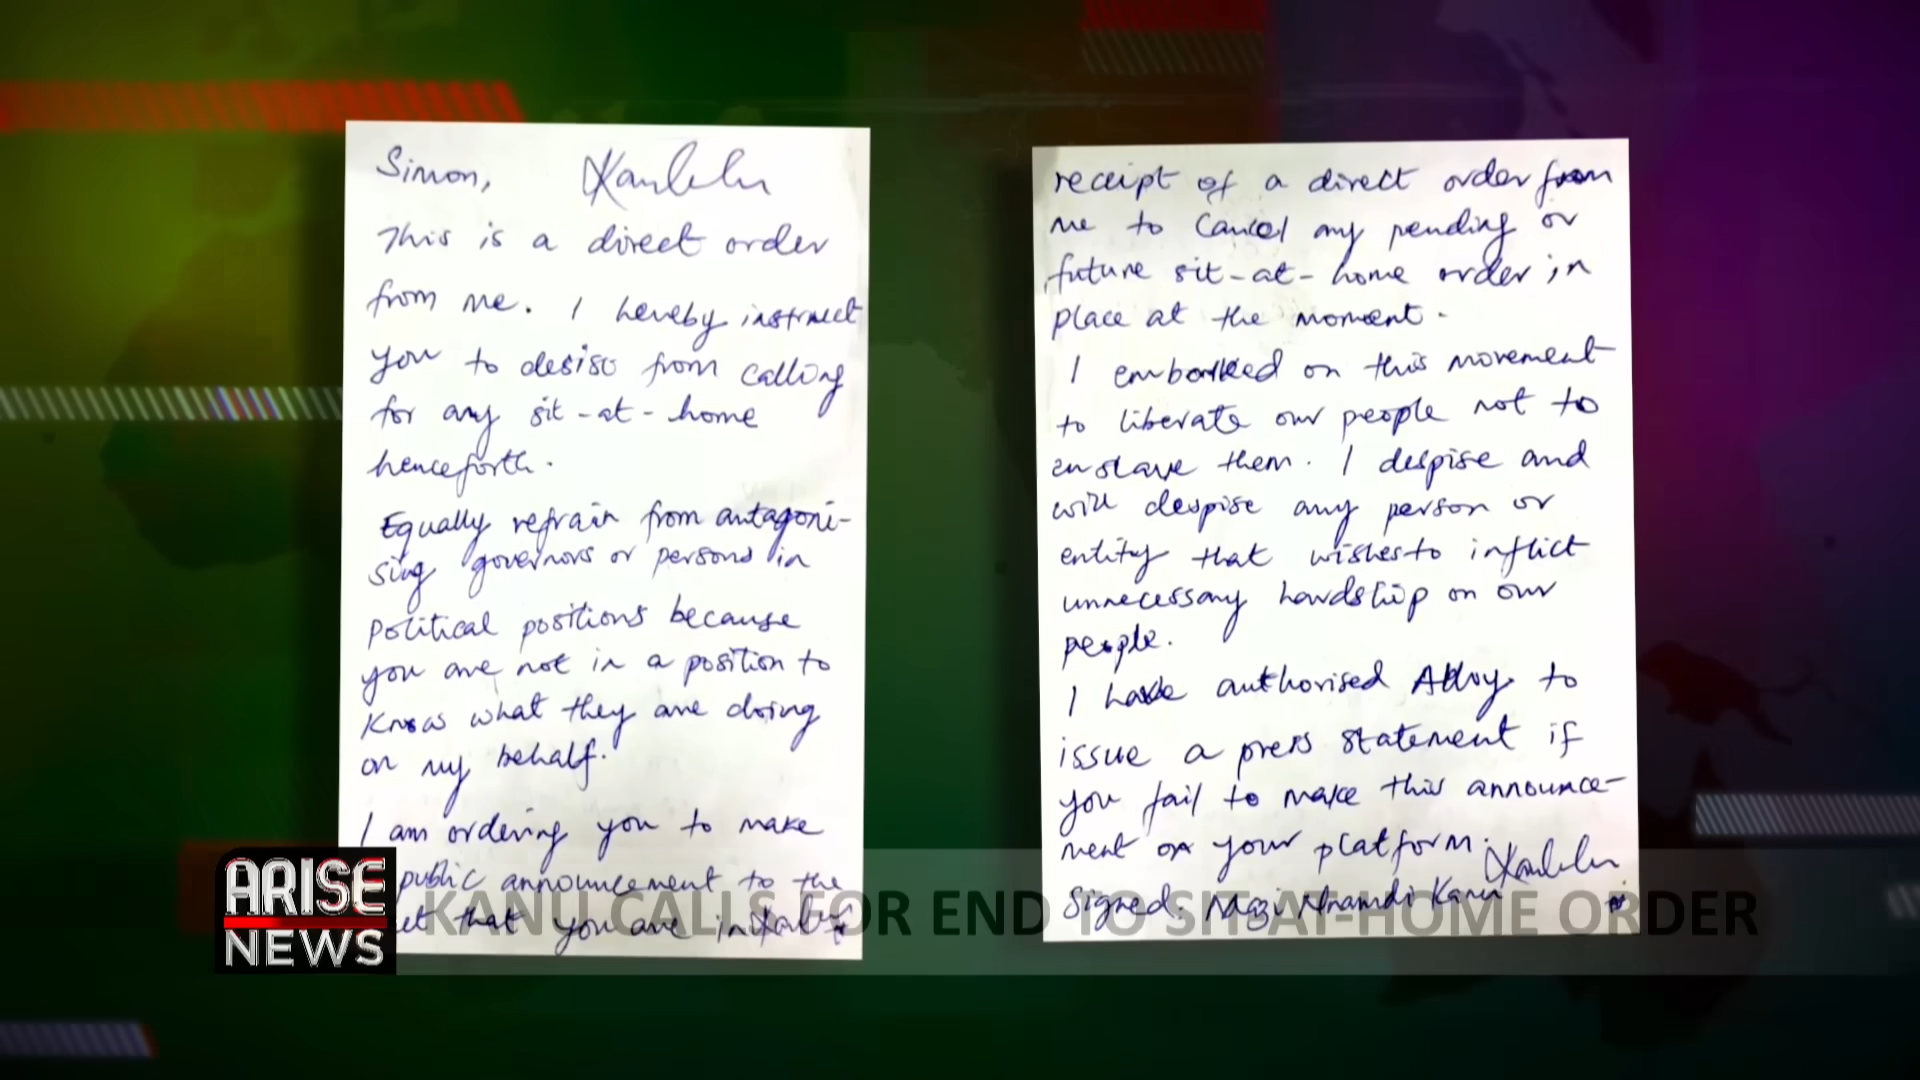 Simon,
This is a direct order
from me. I hereby instruct
you to desist from calling
for any sit-at-home
henceforth.
Equally refrain from antagoni-
sing governors or persons in
political positions because
you are not in a position to
know what they are doing
on my behalf.
I am ordering you to make
public announcement to the
that you are in
receipt of a direct order from
me to cancel any pending or
future sit-at-home order in
place at the moment.
I embarked on this movement
to liberate our people not to
enslave them. I despise and
will despise any person or
entity that wishes to inflict
unnecessary hardship on our
people.
I have authorised Alloy to
issue a press statement if
you fail to make this announce-
ment on your platform.
Signed. Mazi Nnamdi Kanu
ARISE
NEWS
KANU CALLS FOR END TO SIT-AT-HOME ORDER